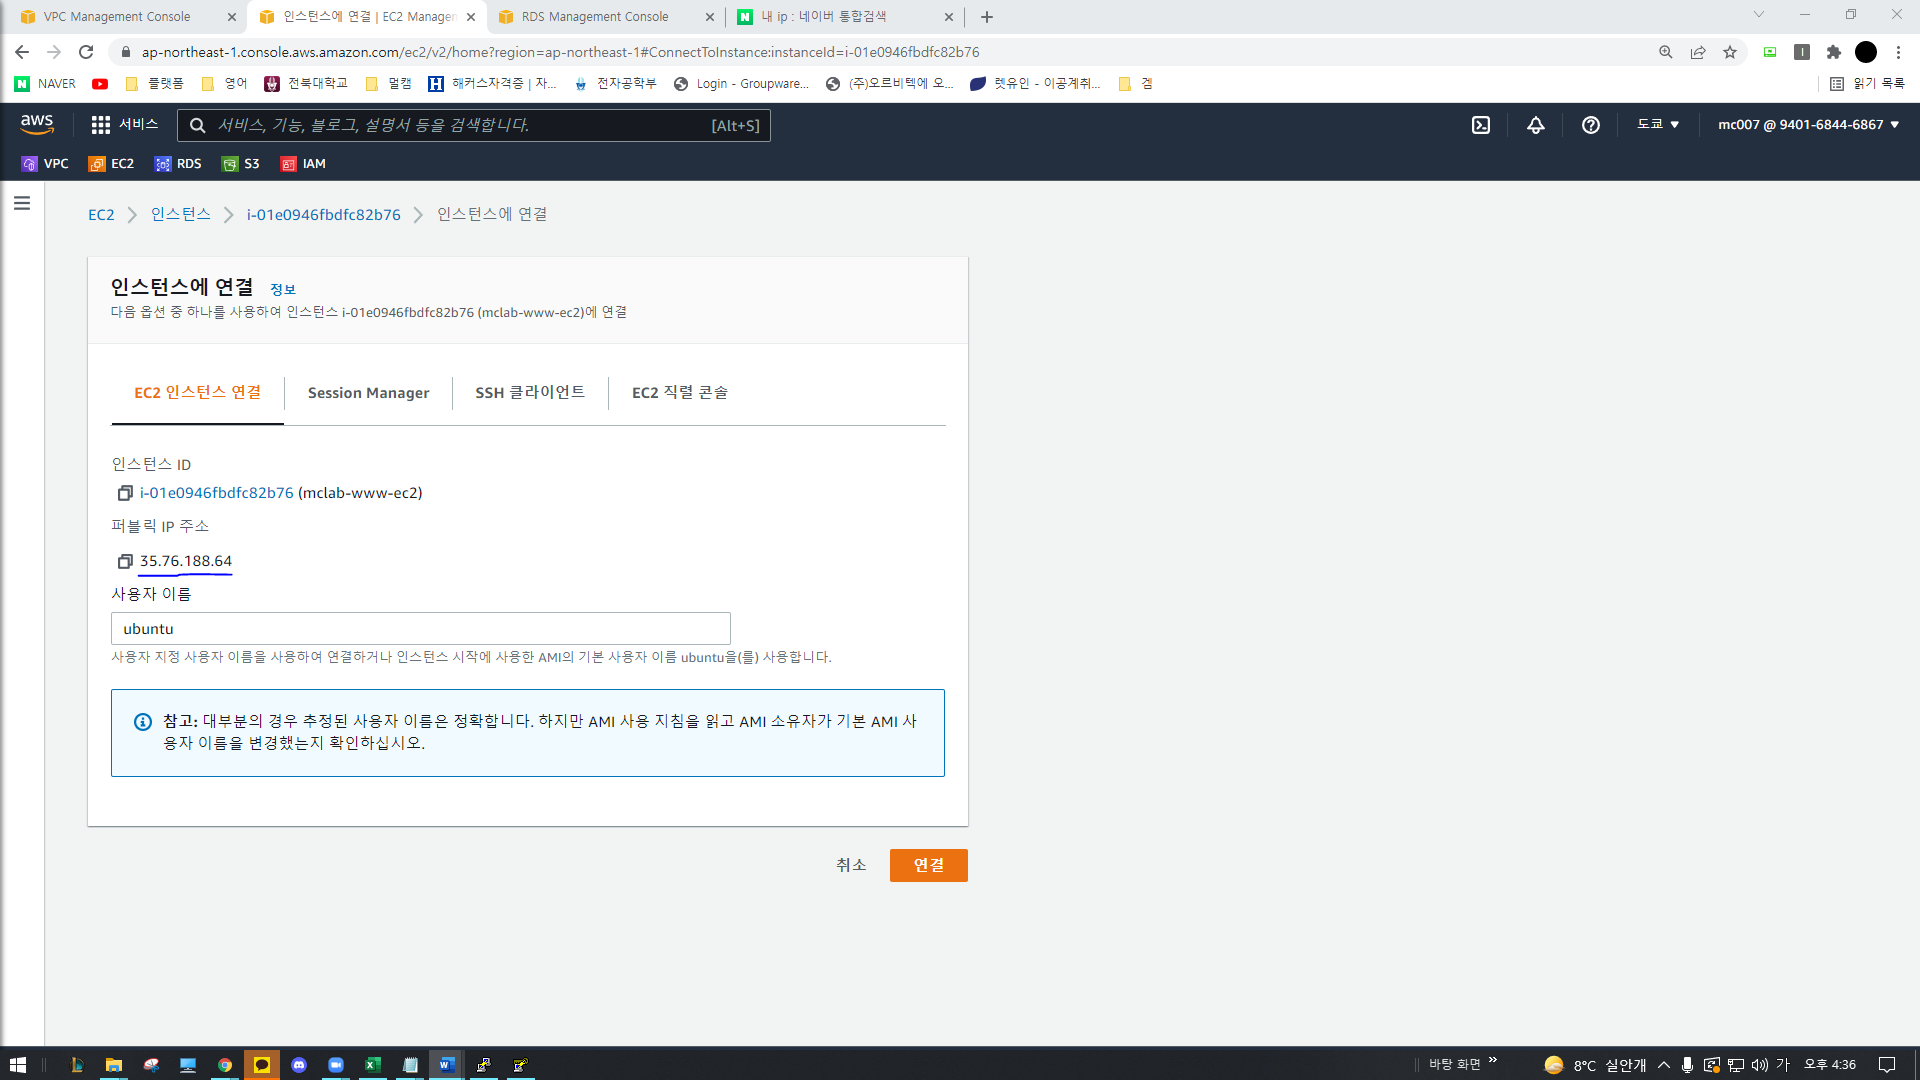 VPC Management Console
인스턴스에 연결 | EC2 Managem
RDS Management Console
내 ip : 네이버 통합검색
ap-northeast-1.console.aws.amazon.com/ec2/v2/home?region=ap-northeast-1#ConnectToInstance:instanceId=i-01e0946fbdfc82b76
NAVER
플랫폼
영어
전북대학교
멀캠
해커스자격증 | 자...
전자공학부
Login - Groupware...
(주)오르비텍에 오...
렛유인 - 이공계취...
겜
읽기 목록
aws
서비스
서비스, 기능, 블로그, 설명서 등을 검색합니다.
[Alt+S]
도쿄
mc007 @ 9401-6844-6867
VPC
EC2
RDS
S3
IAM
EC2
인스턴스
i-01e0946fbdfc82b76
인스턴스에 연결
인스턴스에 연결 정보
다음 옵션 중 하나를 사용하여 인스턴스 i-01e0946fbdfc82b76 (mclab-www-ec2)에 연결
EC2 인스턴스 연결
Session Manager
SSH 클라이언트
EC2 직렬 콘솔
인스턴스 ID
i-01e0946fbdfc82b76 (mclab-www-ec2)
퍼블릭 IP 주소
35.76.188.64
사용자 이름
ubuntu
사용자 지정 사용자 이름을 사용하여 연결하거나 인스턴스 시작에 사용한 AMI의 기본 사용자 이름 ubuntu을(를) 사용합니다.
참고: 대부분의 경우 추정된 사용자 이름은 정확합니다. 하지만 AMI 사용 지침을 읽고 AMI 소유자가 기본 AMI 사
용자 이름을 변경했는지 확인하십시오.
취소
연결
바탕 화면
8°C 실안개
가
오후 4:36